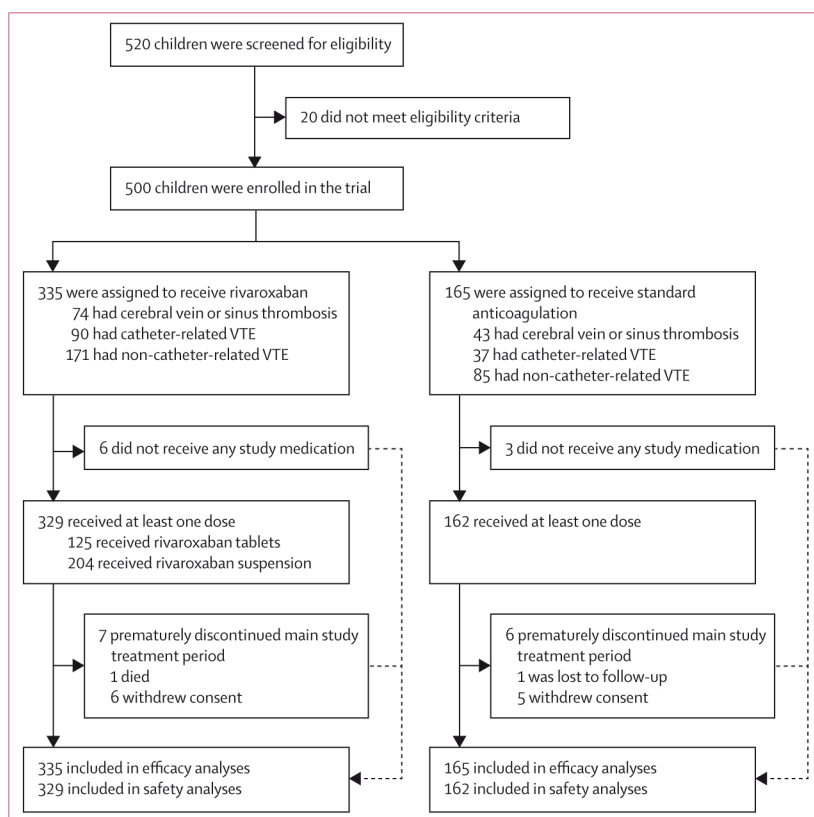 520 children were screened for eligibility
20 did not meet eligibility criteria
500 children were enrolled in the trial
335 were assigned to receive rivaroxaban
74 had cerebral vein or sinus thrombosis
90 had catheter-related VTE
171 had non-catheter-related VTE
165 were assigned to receive standard
anticoagulation
43 had cerebral vein or sinus thrombosis
37 had catheter-related VTE
85 had non-catheter-related VTE
6 did not receive any study medication
3 did not receive any study medication
329 received at least one dose
125 received rivaroxaban tablets
204 received rivaroxaban suspension
162 received at least one dose
7 prematurely discontinued main study
treatment period
1 died
6 withdrew consent
6 prematurely discontinued main study
treatment period
1 was lost to follow-up
5 withdrew consent
335 included in efficacy analyses
329 included in safety analyses
165 included in efficacy analyses
162 included in safety analyses